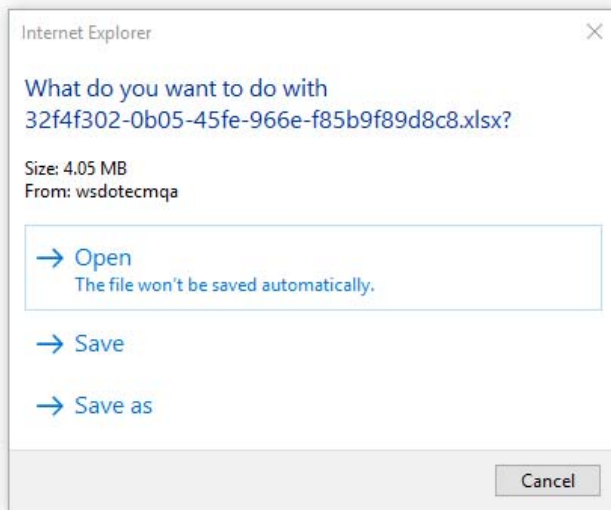 Internet Explorer
What do you want to do with
32f4f302-0b05-45fe-966e-f85b9f89d8c8.xlsx?
Size: 4.05 MB
From: wsdotecmqa
Open
The file won't be saved automatically.
Save
Save as
Cancel